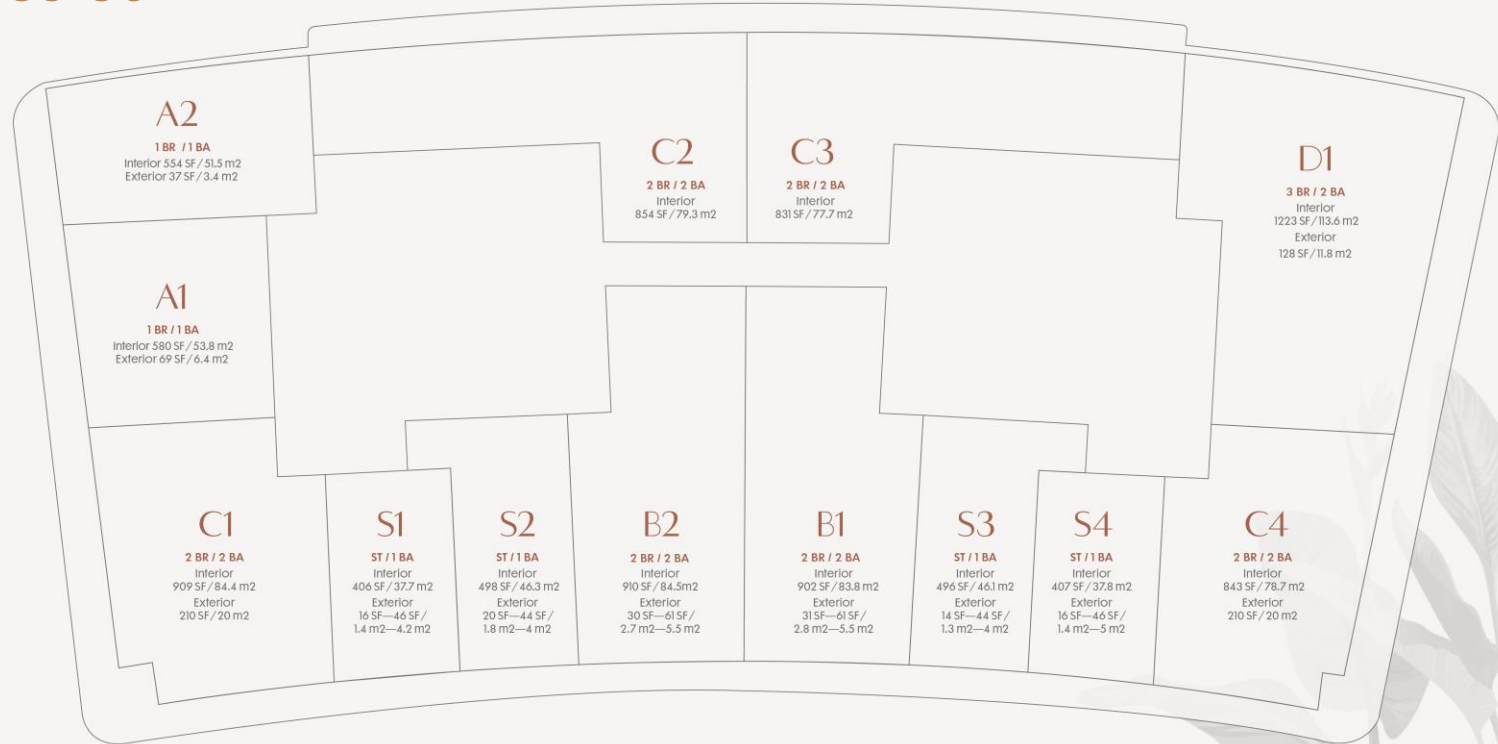 A2
1 BR / 1 BA
Interior 554 SF/51.5 m2
Exterior 37 SF/3.4 m2
C2
2 BR / 2 BA
Interior
854 SF/79.3 m2
C3
2 BR / 2 BA
Interior
831 SF/77.7 m2
D1
3 BR / 2 BA
Interior
1223 SF/113.6 m2
Exterior
128 SF/11.8 m2
A1
1 BR / 1 BA
Interior 580 SF/53.8 m2
Exterior 69 SF/6.4 m2
C1
2 BR / 2 BA
Interior
909 SF/84.4 m2
Exterior
210 SF/20 m2
S1
ST / 1 BA
Interior
406 SF/37.7 m2
Exterior
16 SF—46 SF/
1.4 m2—4.2 m2
S2
ST / 1 BA
Interior
498 SF/46.3 m2
Exterior
20 SF—44 SF/
1.8 m2—4 m2
B2
2 BR / 2 BA
Interior
910 SF/84.5m2
Exterior
30 SF—61 SF/
2.7 m2—5.5 m2
B1
2 BR / 2 BA
Interior
902 SF/83.8 m2
Exterior
31 SF—61 SF/
2.8 m2—5.5 m2
S3
ST / 1 BA
Interior
496 SF/46.1 m2
Exterior
14 SF—44 SF/
1.3 m2—4 m2
S4
ST / 1 BA
Interior
407 SF/37.8 m2
Exterior
16 SF—46 SF/
1.4 m2—5 m2
C4
2 BR / 2 BA
Interior
843 SF/78.7 m2
Exterior
210 SF/20 m2